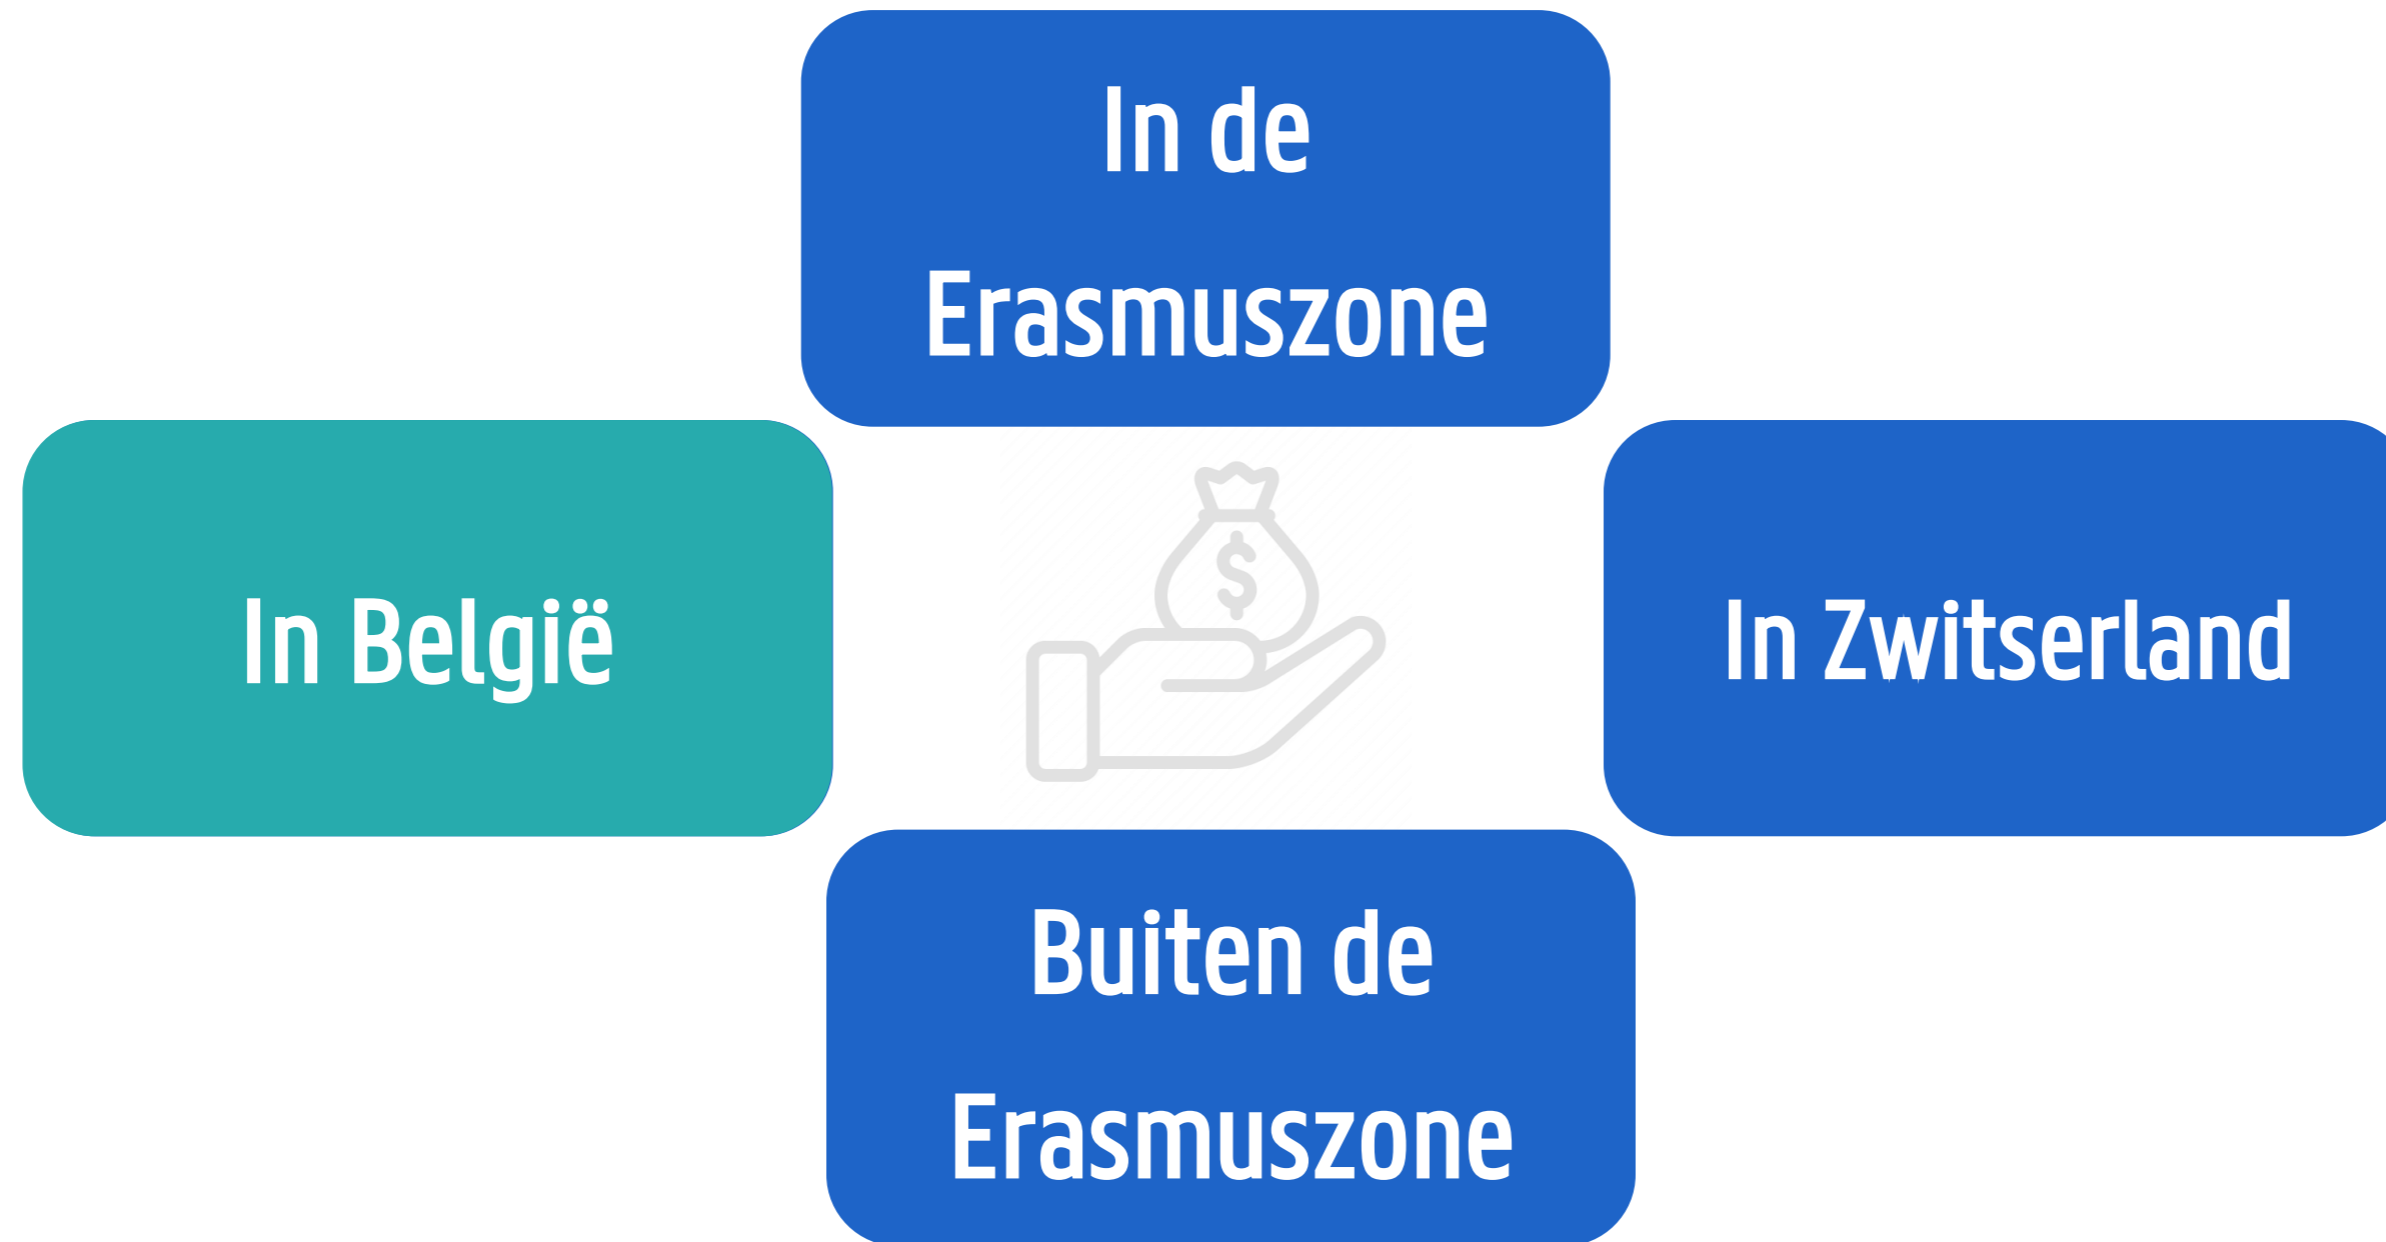 In de
Erasmuszone
In België
$
In Zwitserland
Buiten de
Erasmuszone